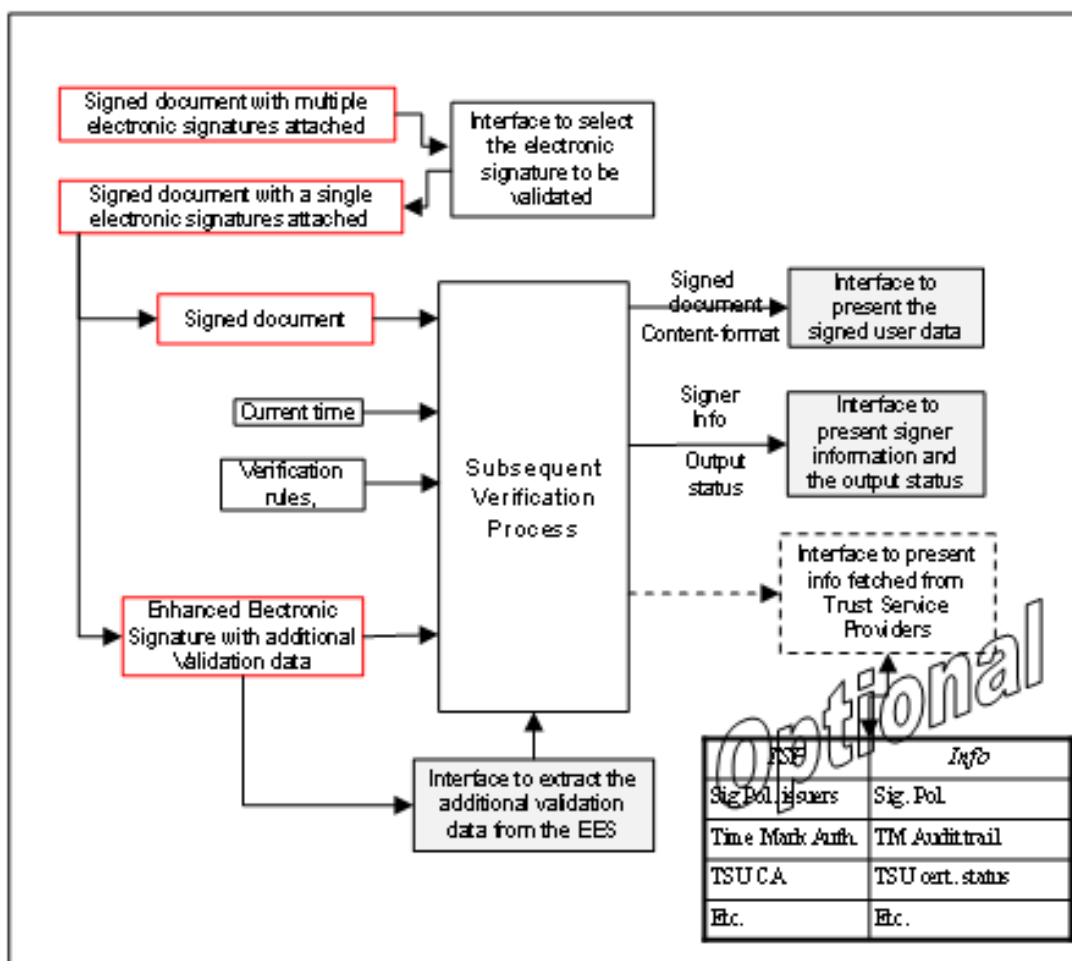 Signed document with multiple
electronic signatures attached
Interface to select
the electronic
signature to be
validated
Signed document with a single
electronic signatures attached
Signed document
Current time
Verification
rules,
Enhanced Electronic
Signature with additional
Validation data
Subsequent
Verification
Process
Interface to extract the
additional validation
data from the EES
Signed
document
Content-format
Interface to
present the
signed user data
Signer
Info
Output
status
Interface to
present signer
information and
the output status
Interface to present
info fetched from
Trust Service
Providers
Optional
TSP Info
Sig.Pol. issuers Sig. Pol.
Time Mark Auth. TM Audit trail
TSU CA TSU cert. status
Etc. Etc.